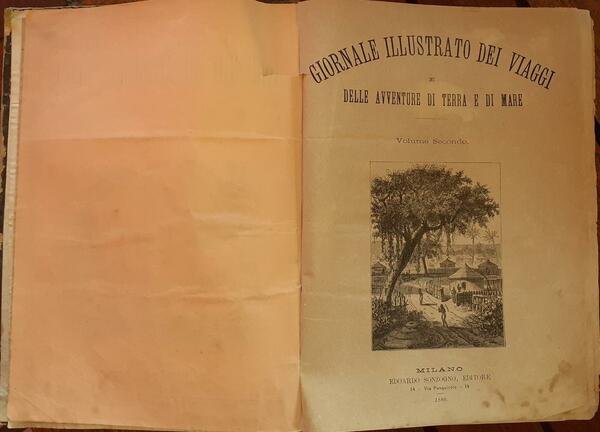 GIORNALE ILLUSTRATO DEI VIAGGI
E
DELLE AVVENTURE DI TERRA E DI MARE
Volume Secondo.
MILANO
EDOARDO SONZOGNO, EDITORE
14 - Via Pasquirolo - 14